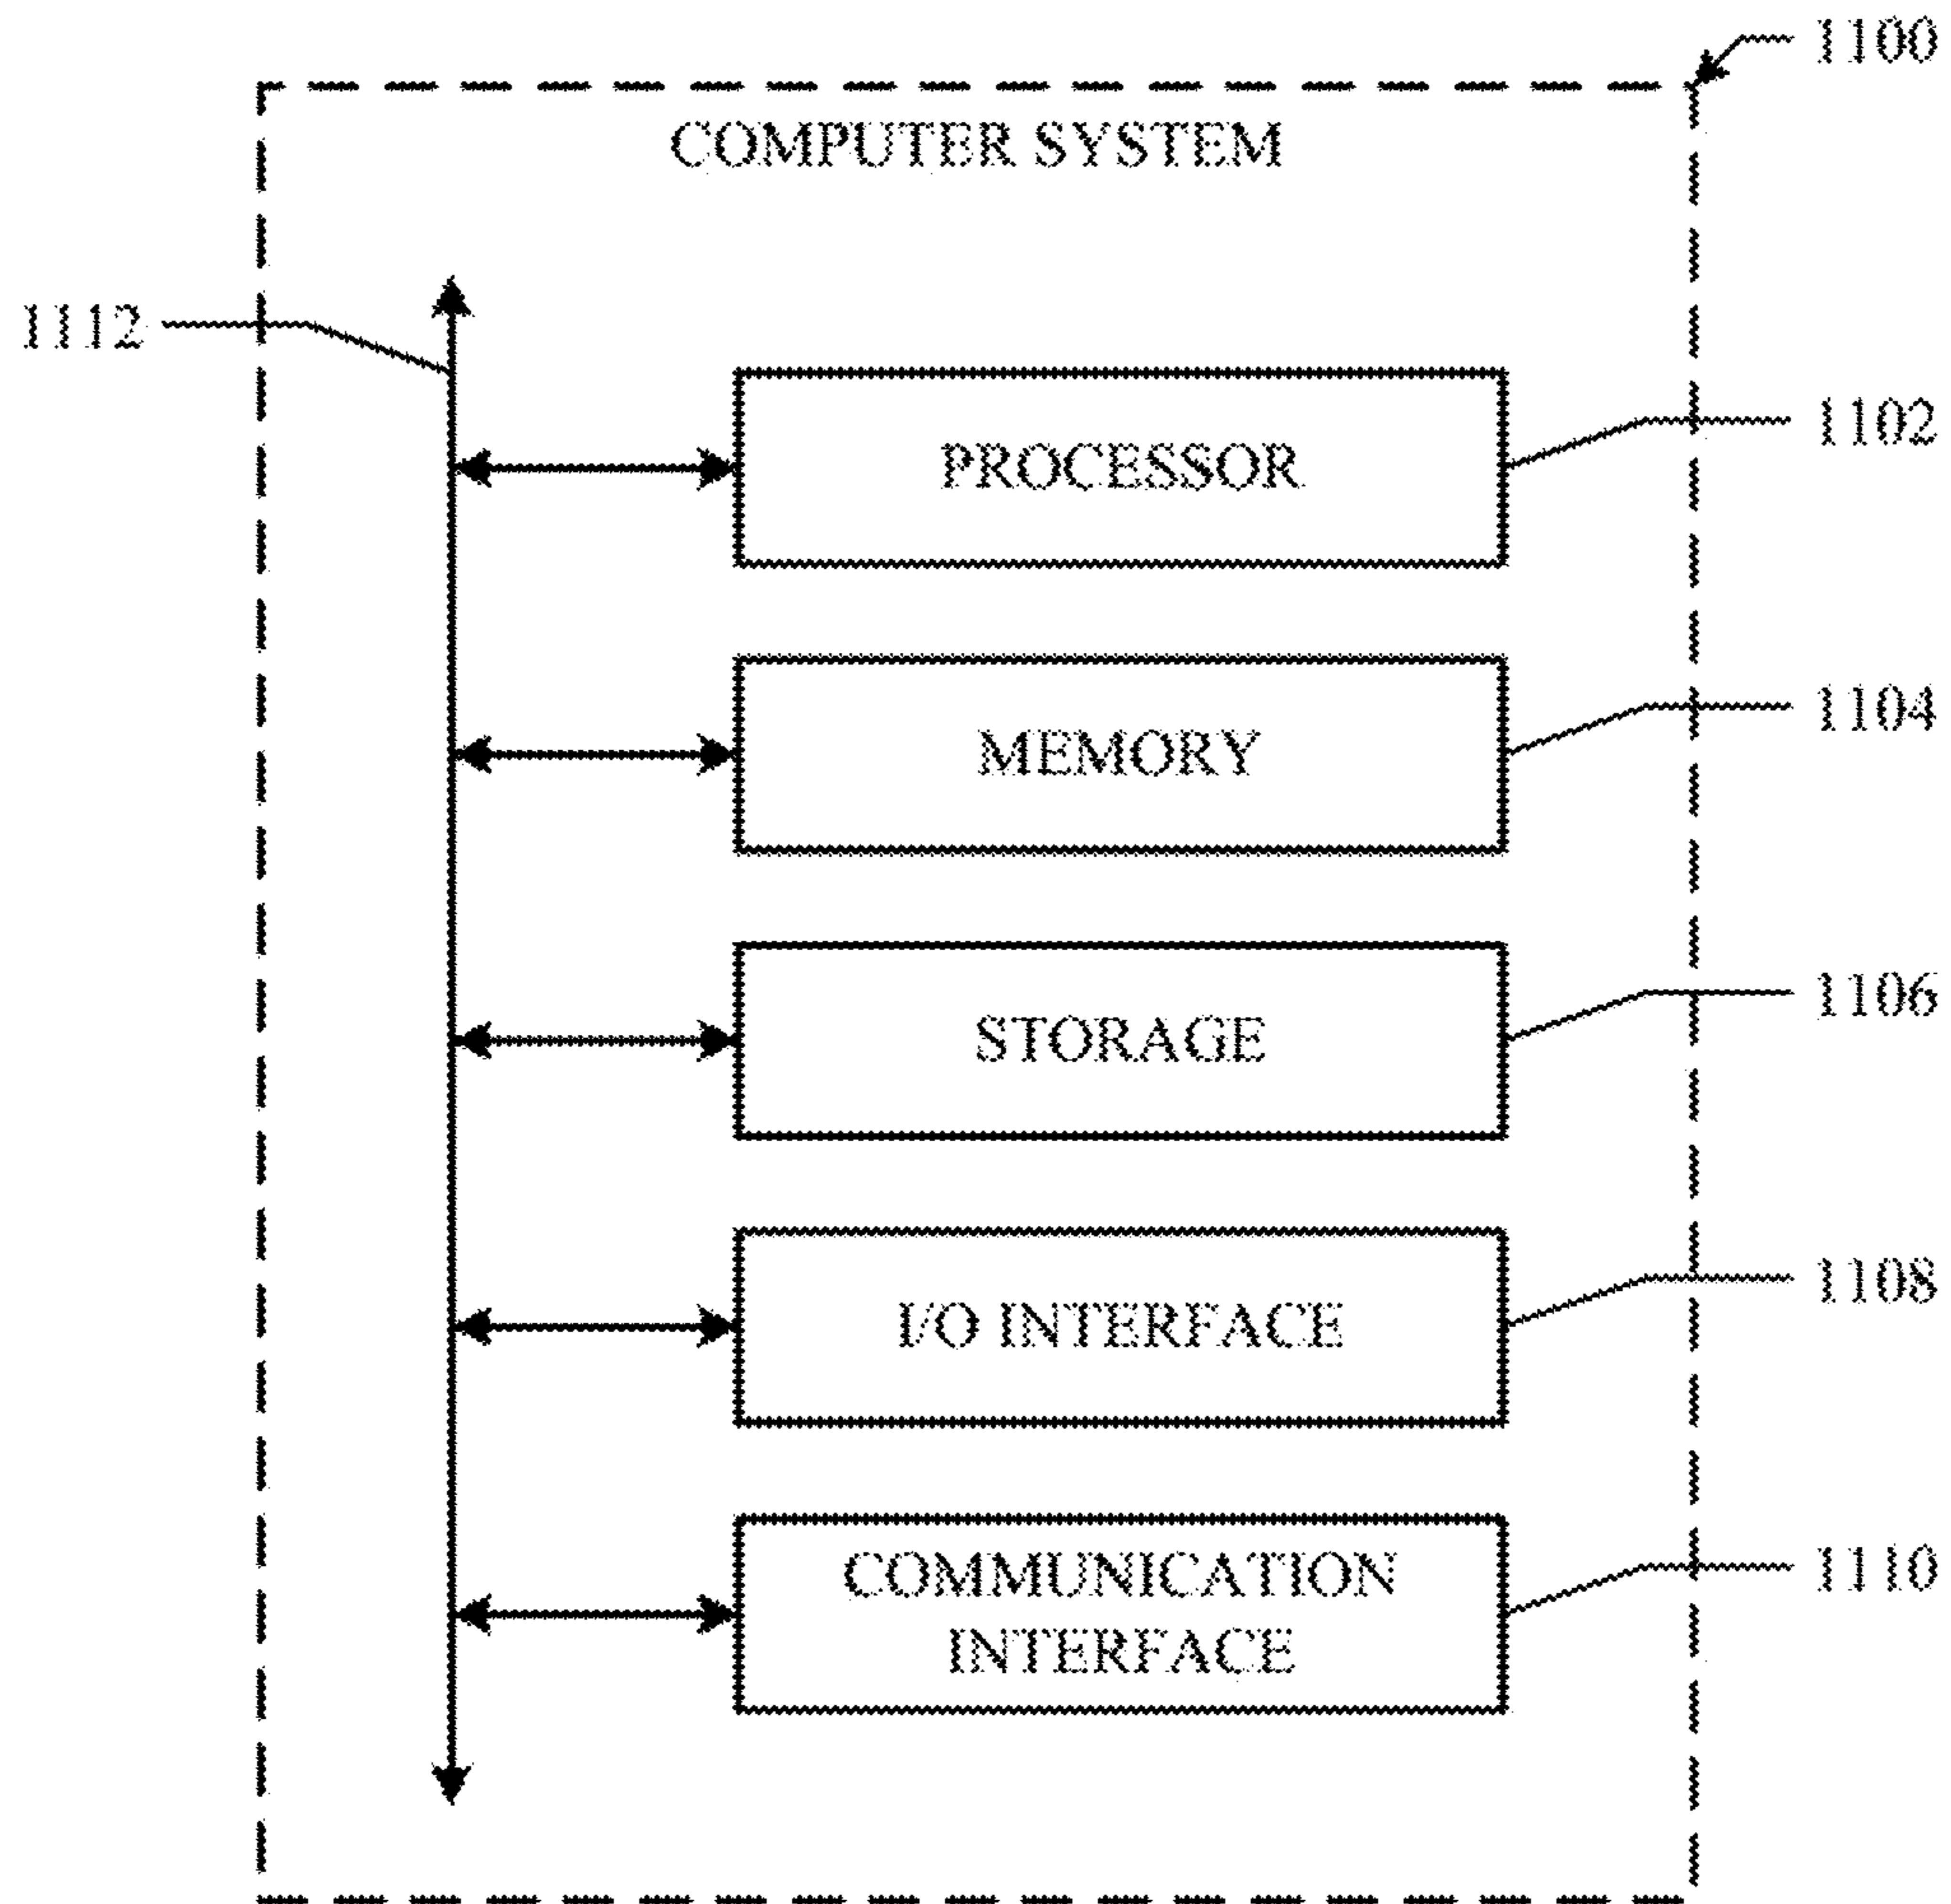 1100
COMPUTER SYSTEM
1112
1102
PROCESSOR
1104
MEMORY
1106
STORAGE
1108
I/O INTERFACE
1110
COMMUNICATION
INTERFACE